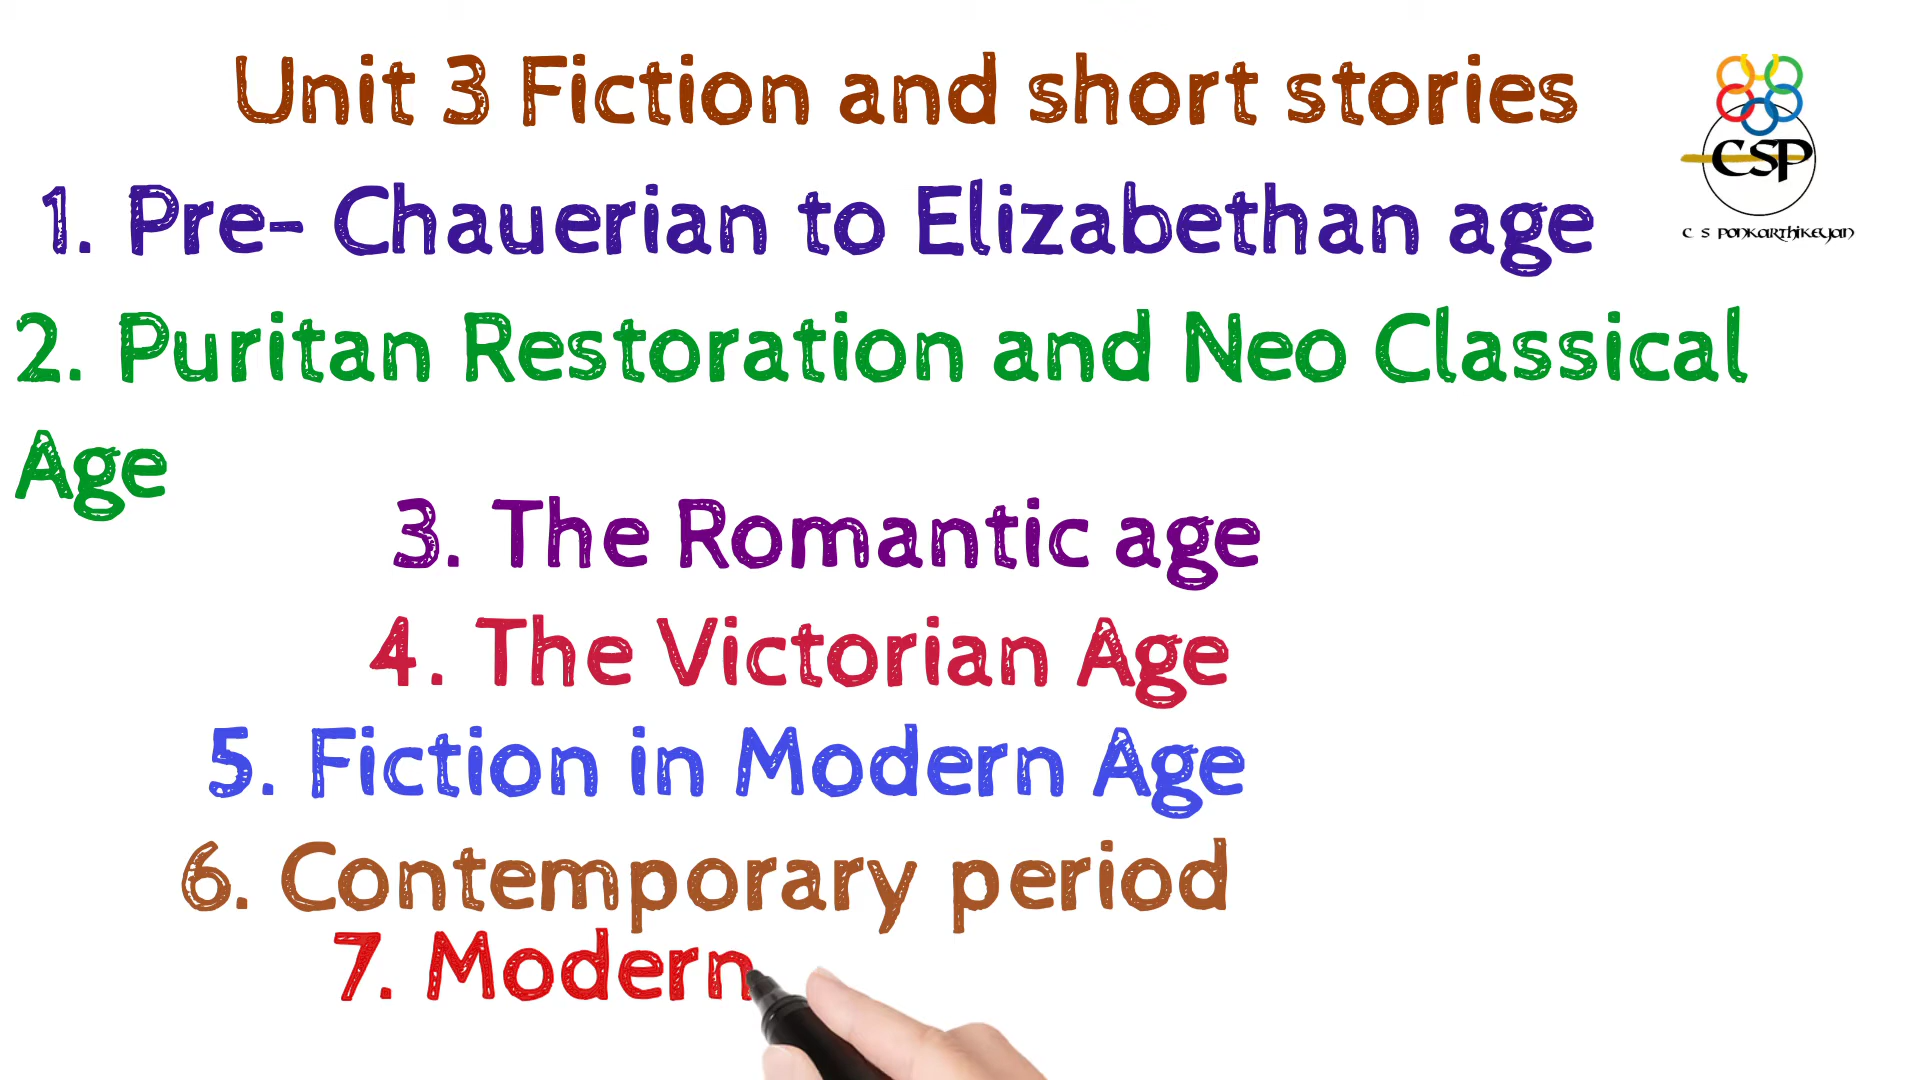 Unit 3 Fiction and short stories
CSP
C S PONKARTHIKEYAN
1. Pre- Chauerian to Elizabethan age
2. Puritan Restoration and Neo Classical
Age
3. The Romantic age
4. The Victorian Age
5. Fiction in Modern Age
6. Contemporary period
7. Modern